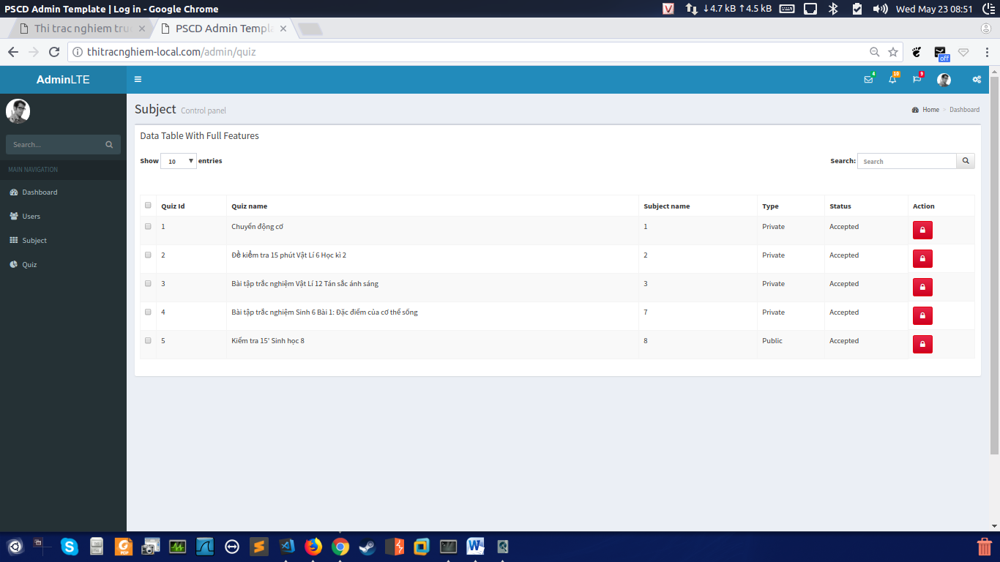 PSCD Admin Template | Log in - Google Chrome
↓4.7 kB ↑4.5 kB
Wed May 23 08:51
Thi trac nghiem tru
PSCD Admin Templa
thitracnghiem-local.com/admin/quiz
off
AdminLTE
4
10
9
Subject Control panel
Home > Dashboard
Search...
MAIN NAVIGATION
Dashboard
Users
Subject
Quiz
Data Table With Full Features
Show 10 entries
Search: Search
Quiz Id Quiz name Subject name Type Status Action
1 Chuyển động cơ 1 Private Accepted
2 Đề kiểm tra 15 phút Vật Lí 6 Học kì 2 2 Private Accepted
3 Bài tập trắc nghiệm Vật Lí 12 Tán sắc ánh sáng 3 Private Accepted
4 Bài tập trắc nghiệm Sinh 6 Bài 1: Đặc điểm của cơ thể sống 7 Private Accepted
5 Kiểm tra 15' Sinh học 8 8 Public Accepted